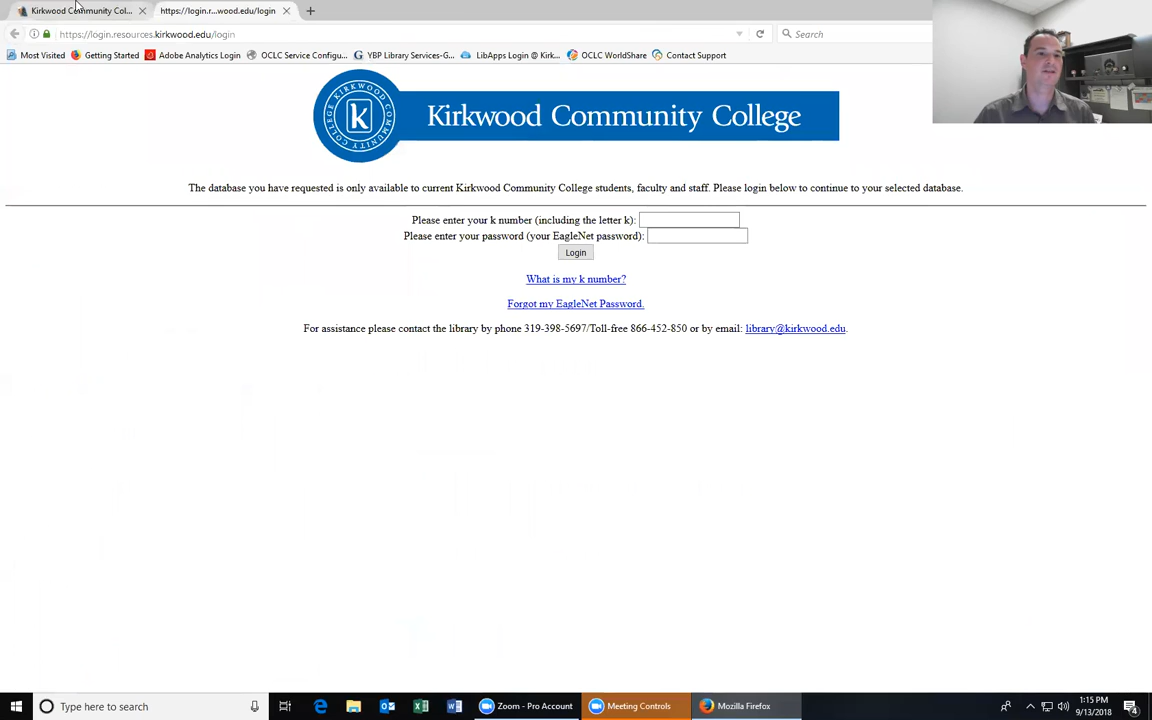 Kirkwood Community Col...
https://login.r...wood.edu/login
https://login.resources.kirkwood.edu/login
Search
Most Visited
Getting Started
Adobe Analytics Login
OCLC Service Configu...
YBP Library Services-G...
LibApps Login @ Kirk...
OCLC WorldShare
Contact Support
KIRKWOOD COMMUNITY COLLEGE
k
Kirkwood Community College
The database you have requested is only available to current Kirkwood Community College students, faculty and staff. Please login below to continue to your selected database.
Please enter your k number (including the letter k):
Please enter your password (your EagleNet password):
Login
What is my k number?
Forgot my EagleNet Password.
For assistance please contact the library by phone 319-398-5697/Toll-free 866-452-850 or by email: library@kirkwood.edu.
Type here to search
Zoom - Pro Account
Meeting Controls
Mozilla Firefox
1:15 PM
9/13/2018
4